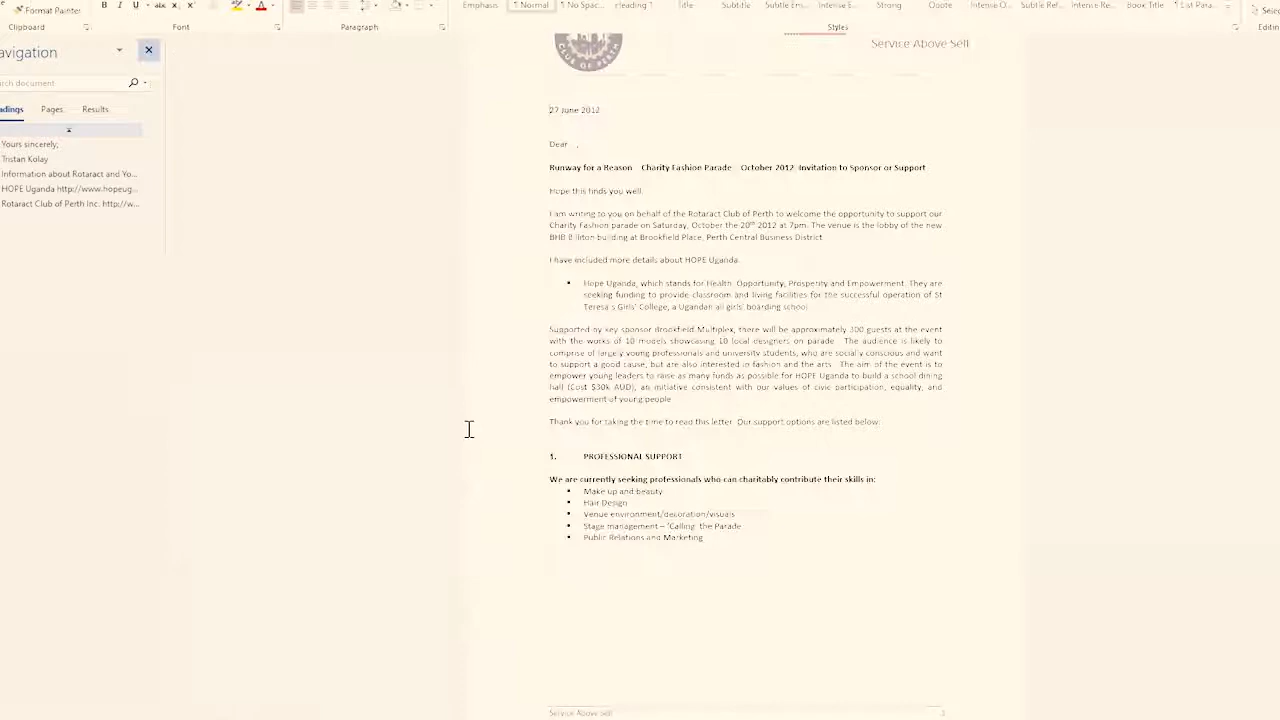 Format Painter
B I U abc X₂ X²
Emphasis ¶ Normal ¶ No Spac... Heading 1 Title Subtitle Subtle Em... Emphasis Intense E... Strong Quote Intense Q... Subtle Ref... Intense Re... Book Title ¶ List Para...
Clipboard Font Paragraph Styles Editin
avigation
rch document
adings Pages Results
Yours sincerely,
Tristan Kolay
Information about Rotaract and Yo...
HOPE Uganda http://www.hopeug...
Rotaract Club of Perth Inc. http://w...
CLUB OF PERTH
Service Above Self
27 June 2012
Dear ,
Runway for a Reason Charity Fashion Parade October 2012 Invitation to Sponsor or Support
Hope this finds you well.
I am writing to you on behalf of the Rotaract Club of Perth to welcome the opportunity to support our
Charity Fashion parade on Saturday, October the 20th 2012 at 7pm. The venue is the lobby of the new
BHB Billiton building at Brookfield Place, Perth Central Business District.
I have included more details about HOPE Uganda.
▪ Hope Uganda, which stands for Health, Opportunity, Prosperity and Empowerment. They are
seeking funding to provide classroom and living facilities for the successful operation of St
Teresa's Girls' College, a Ugandan all girls' boarding school.
Supported by key sponsor Brookfield Multiplex, there will be approximately 300 guests at the event
with the works of 10 models showcasing 10 local designers on parade. The audience is likely to
comprise of largely young professionals and university students, who are socially conscious and want
to support a good cause, but are also interested in fashion and the arts. The aim of the event is to
empower young leaders to raise as many funds as possible for HOPE Uganda to build a school dining
hall (Cost $30k AUD), an initiative consistent with our values of civic participation, equality, and
empowerment of young people.
Thank you for taking the time to read this letter. Our support options are listed below:
1. PROFESSIONAL SUPPORT
We are currently seeking professionals who can charitably contribute their skills in:
▪ Make up and beauty
▪ Hair Design
▪ Venue environment/decoration/visuals
▪ Stage management – 'Calling' the Parade
▪ Public Relations and Marketing
Service Above Self